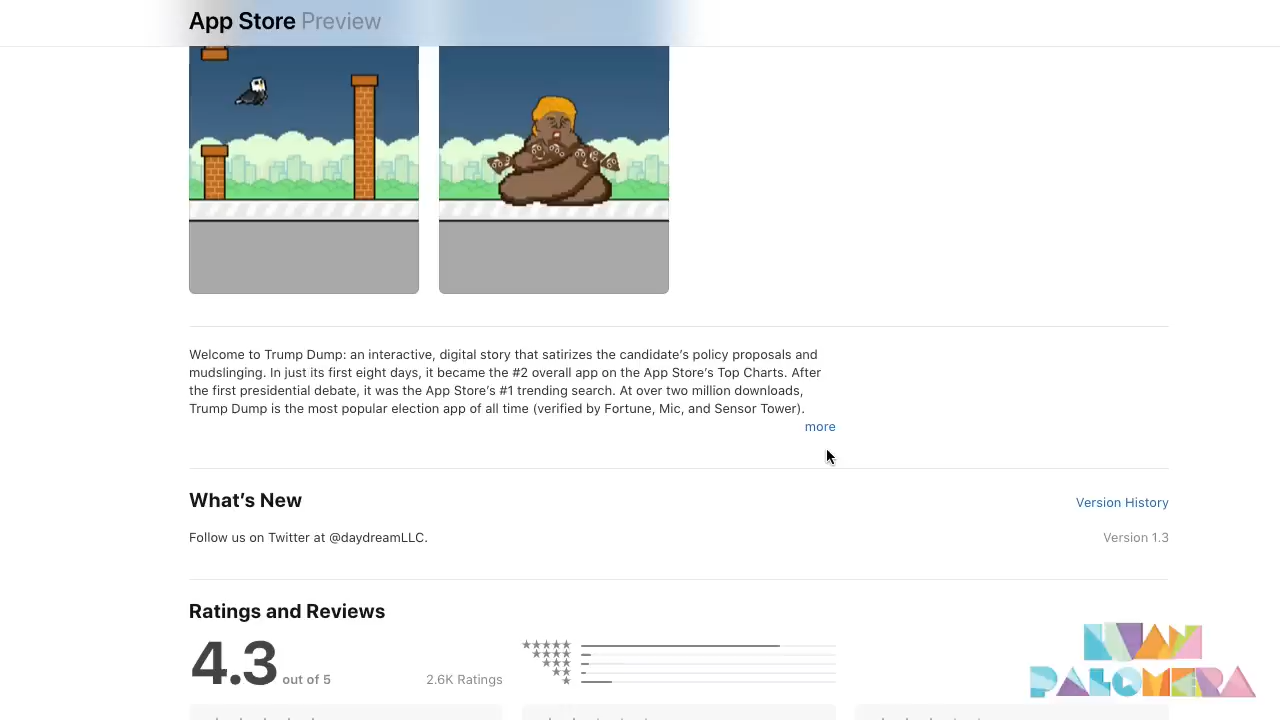 App Store Preview
Welcome to Trump Dump: an interactive, digital story that satirizes the candidate’s policy proposals and
mudslinging. In just its first eight days, it became the #2 overall app on the App Store’s Top Charts. After
the first presidential debate, it was the App Store’s #1 trending search. At over two million downloads,
Trump Dump is the most popular election app of all time (verified by Fortune, Mic, and Sensor Tower).
more
What’s New
Version History
Follow us on Twitter at @daydreamLLC.
Version 1.3
Ratings and Reviews
4.3 out of 5
2.6K Ratings
PALOMERA